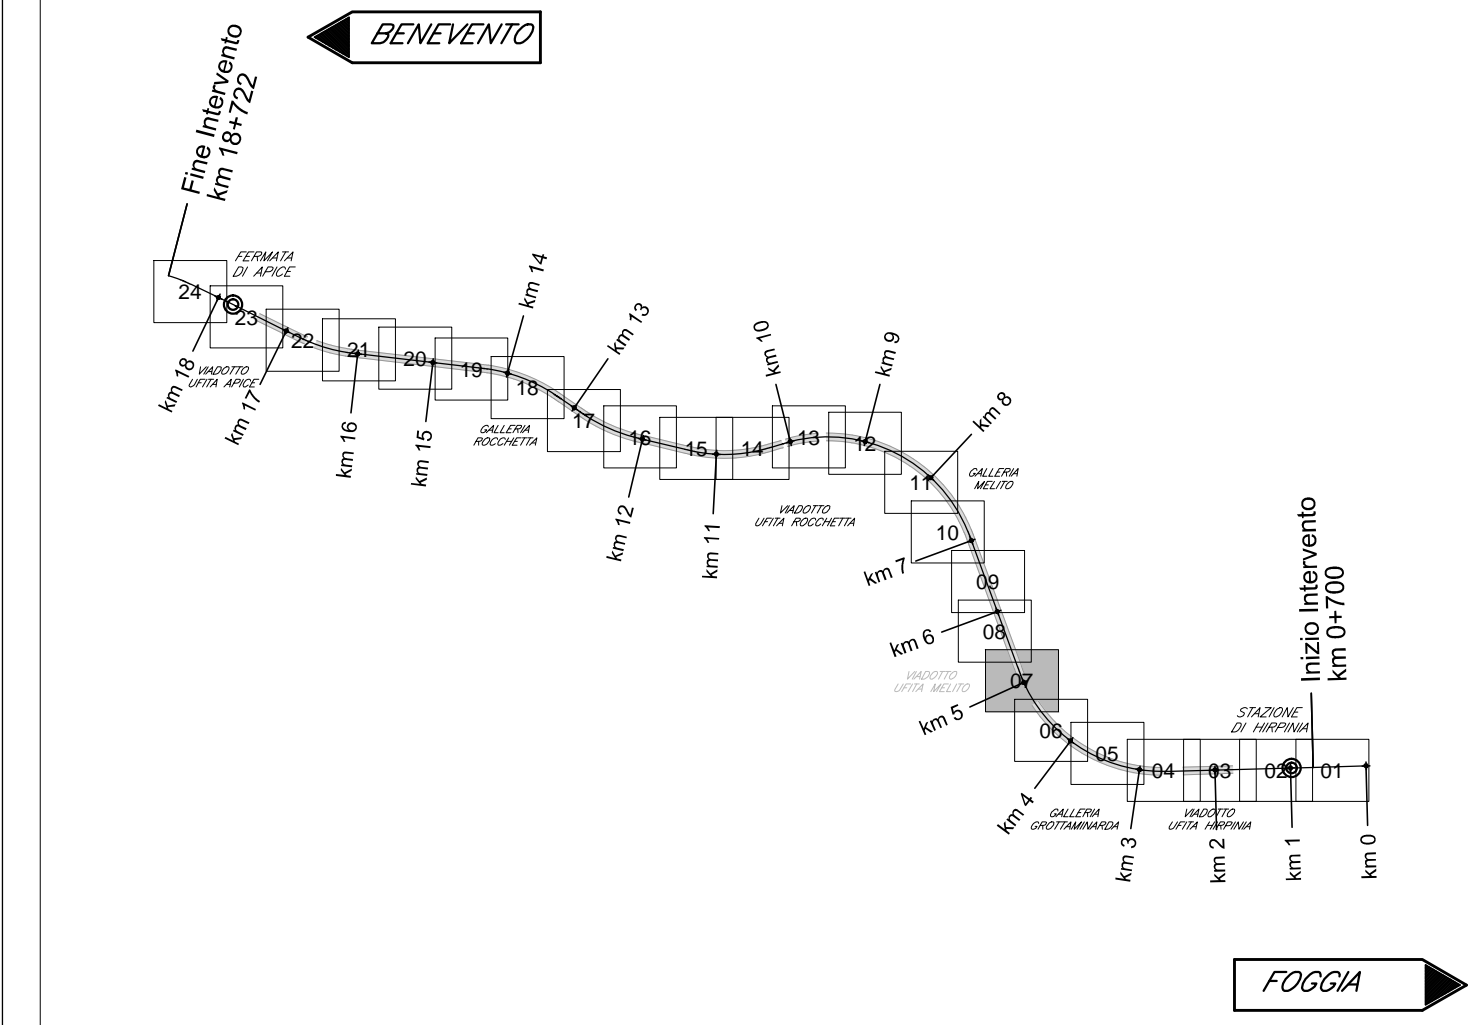 BENEVENTO
Fine Intervento
km 18+722
FERMATA
DI APICE
24
23
22
21
20
19
18
17
16
15
14
13
12
11
10
09
08
07
06
05
04
03
02
01
km 18
VIADOTTO
UFITA APICE
km 17
km 16
km 15
km 14
km 13
GALLERIA
ROCCHETTA
km 12
km 11
km 10
km 9
VIADOTTO
UFITA ROCCHETTA
km 8
GALLERIA
MELITO
km 7
km 6
VIADOTTO
UFITA MELITO
km 5
km 4
GALLERIA
GROTTAMINARDA
km 3
VIADOTTO
UFITA HIRPINIA
km 2
STAZIONE
DI HIRPINIA
km 1
Inizio Intervento
km 0+700
km 0
FOGGIA